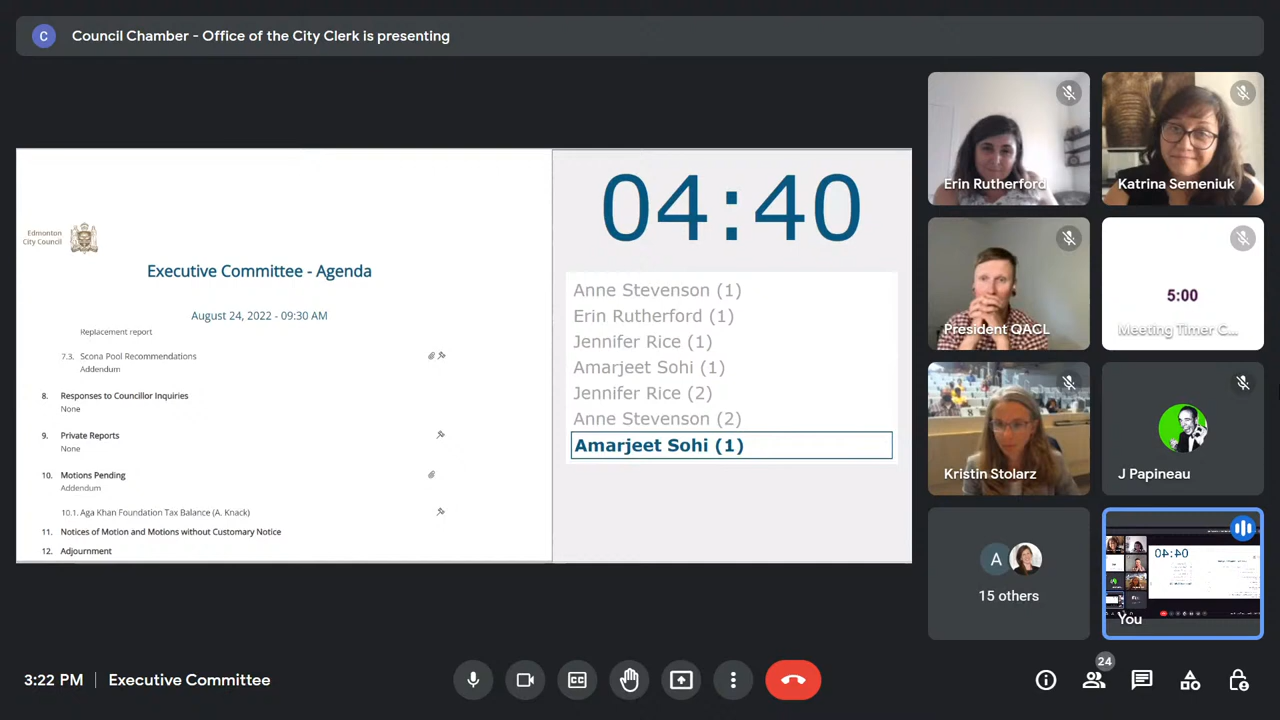 C
Council Chamber - Office of the City Clerk is presenting
Edmonton
City Council
Executive Committee - Agenda
August 24, 2022 - 09:30 AM
Replacement report
7.3. Scona Pool Recommendations
Addendum
8. Responses to Councillor Inquiries
None
9. Private Reports
None
10. Motions Pending
Addendum
10.1. Aga Khan Foundation Tax Balance (A. Knack)
11. Notices of Motion and Motions without Customary Notice
12. Adjournment
04:40
Anne Stevenson (1)
Erin Rutherford (1)
Jennifer Rice (1)
Amarjeet Sohi (1)
Jennifer Rice (2)
Anne Stevenson (2)
Amarjeet Sohi (1)
Erin Rutherford
Katrina Semeniuk
President QACL
5:00
Meeting Timer C...
Kristin Stolarz
J Papineau
A
15 others
04:40
You
3:22 PM | Executive Committee
CC
24